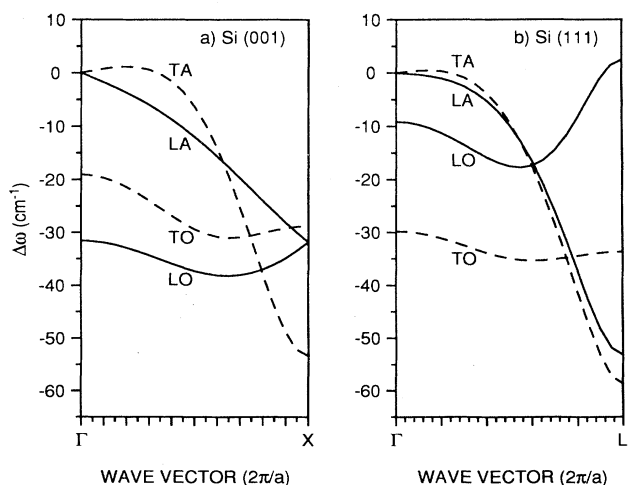 a) Si (001)
10
0
-10
-20
-30
-40
-50
-60
Δω (cm⁻¹)
TA
LA
TO
LO
Γ
X
WAVE VECTOR (2π/a)
b) Si (111)
10
0
-10
-20
-30
-40
-50
-60
TA
LA
LO
TO
Γ
L
WAVE VECTOR (2π/a)